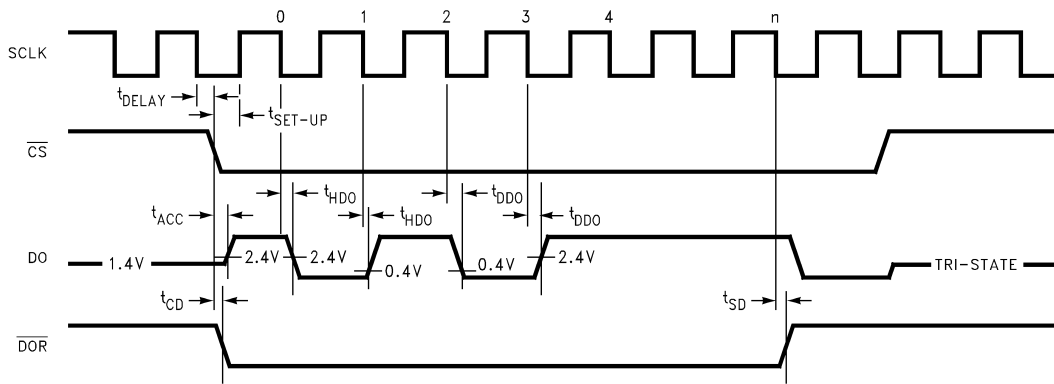 0 1 2 3 4 n
SCLK
tDELAY
tSET-UP
CS
tHDO
tHDO
tDDO
tDDO
tACC
DO
1.4V
2.4V
2.4V
0.4V
0.4V
2.4V
TRI-STATE
tCD
tSD
DOR